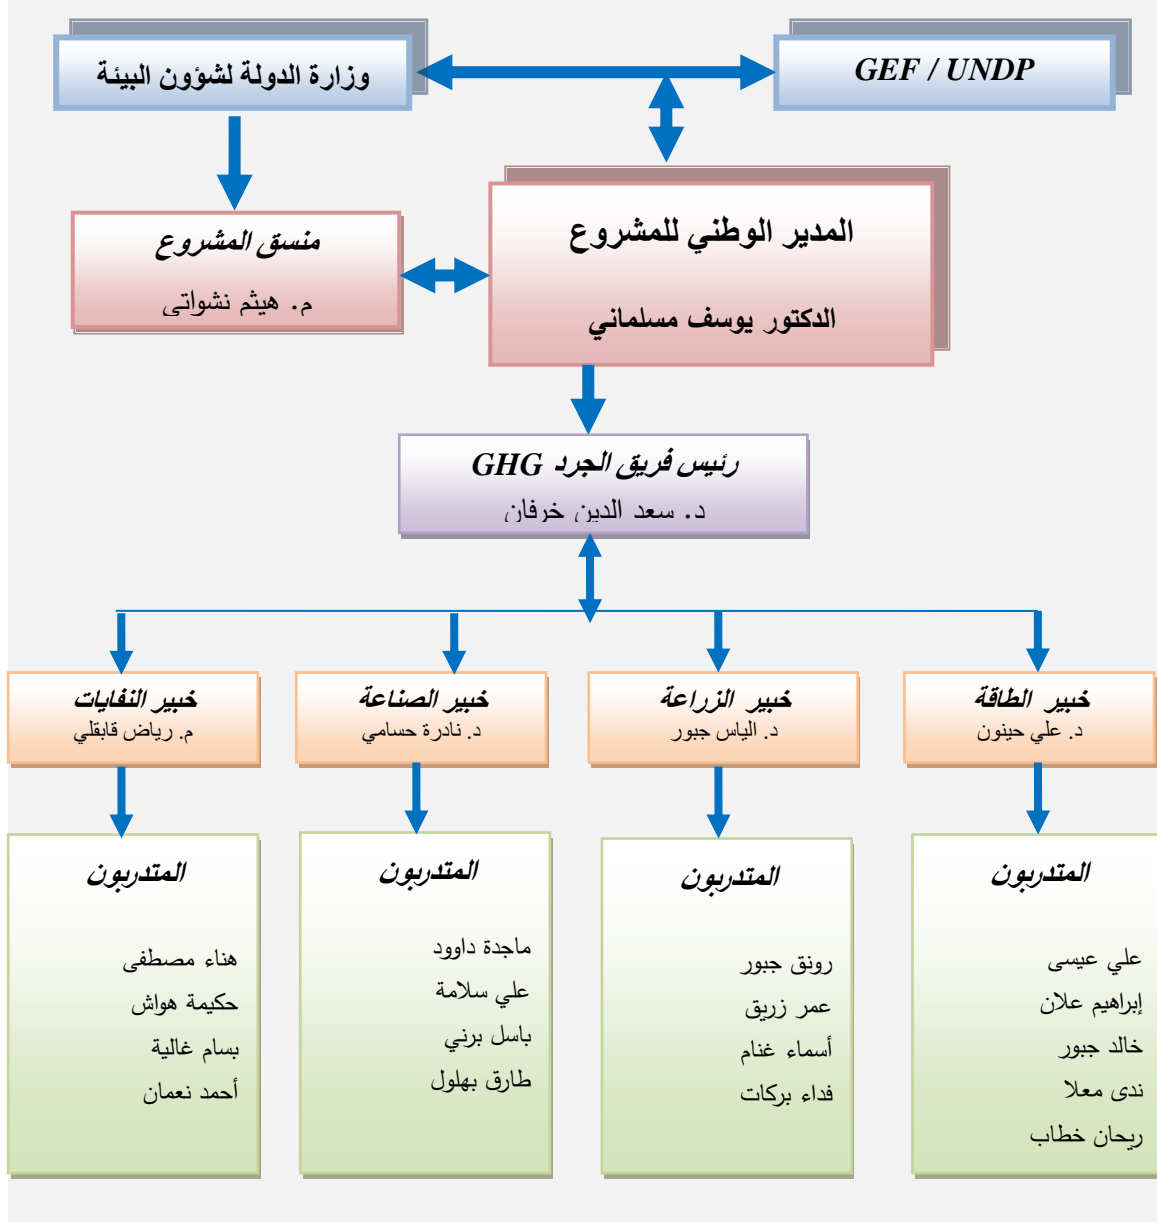 وزارة الدولة لشؤون البيئة
GEF / UNDP
المدير الوطني للمشروع
الدكتور يوسف مسلماني
منسق المشروع
م. هيثم نشواتي
رئيس فريق الجرد GHG
د. سعد الدين خرفان
خبير الطاقة
د. علي حينون
خبير الزراعة
د. الياس جبور
خبير الصناعة
د. نادرة حسامي
خبير النفايات
م. رياض قابقلي
المتدربون
علي عيسى
إبراهيم علان
خالد جبور
ندى معلا
ريحان خطاب
المتدربون
رونق جبور
عمر زريق
أسماء غنام
فداء بركات
المتدربون
ماجدة داوود
علي سلامة
باسل برني
طارق بهلول
المتدربون
هناء مصطفى
حكيمة هواش
بسام غالية
أحمد نعمان